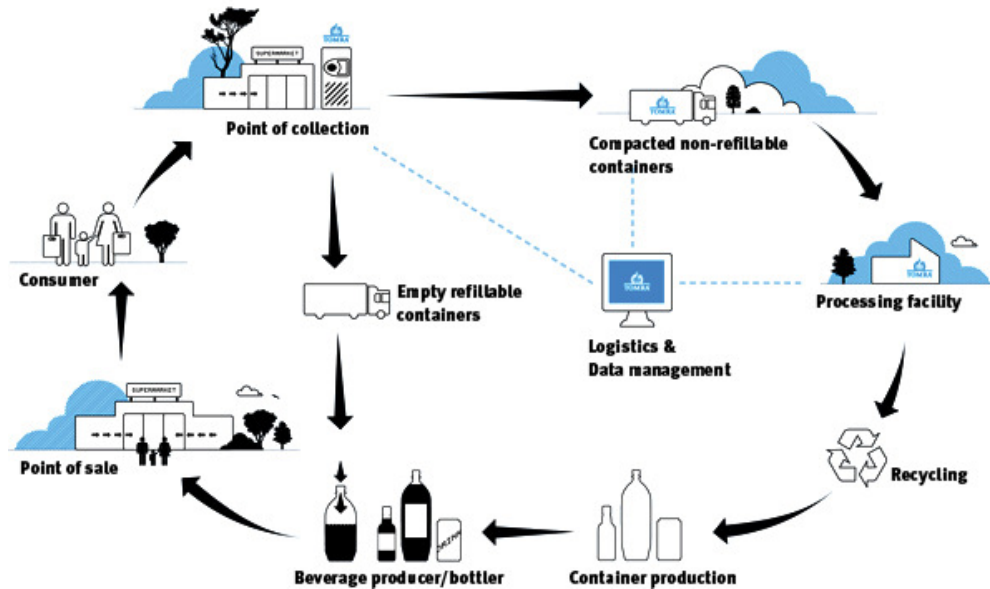 TOMRA
SUPERMARKET
Point of collection
TOMRA
Compacted non-refillable
containers
Consumer
Empty refillable
containers
TOMRA
Logistics &
Data management
TOMRA
Processing facility
SUPERMARKET
Point of sale
Recycling
DRINK
Beverage producer/bottler
Container production